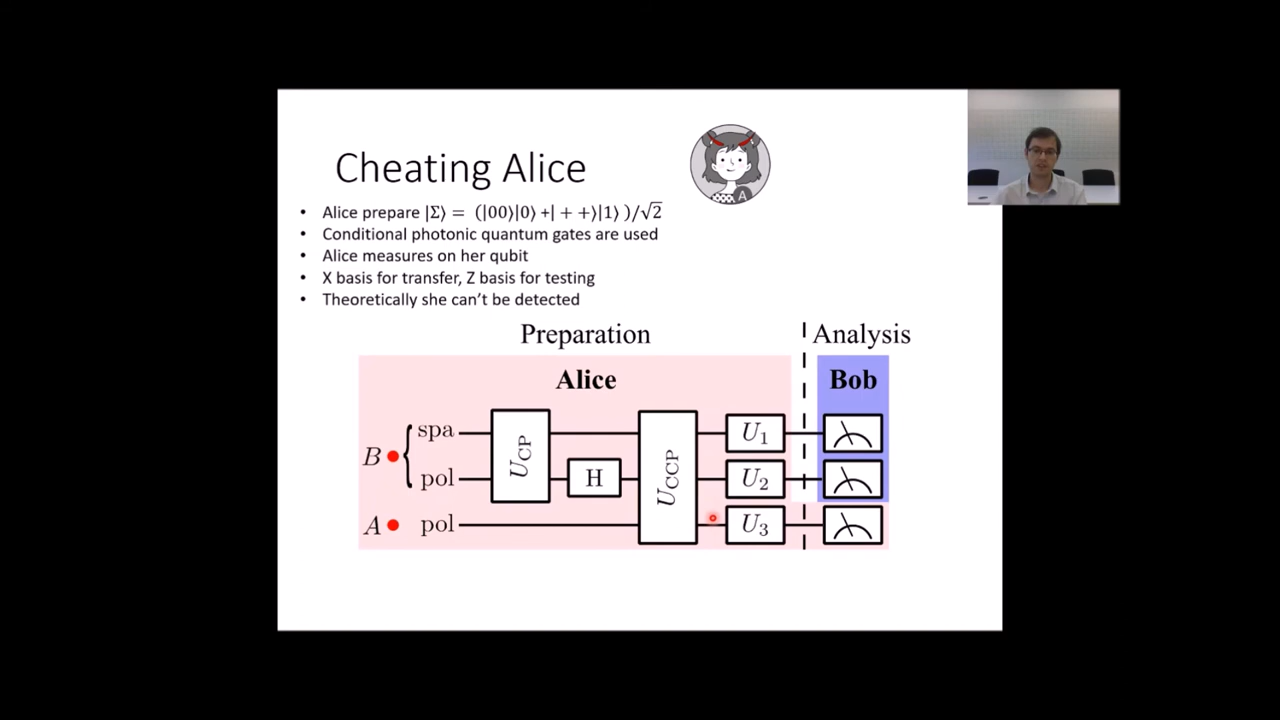 Cheating Alice
A
• Alice prepare |Σ⟩ = (|00⟩|0⟩ +| + +⟩|1⟩ )/√2
• Conditional photonic quantum gates are used
• Alice measures on her qubit
• X basis for transfer, Z basis for testing
• Theoretically she can't be detected
Preparation
Analysis
Alice
Bob
B
spa
pol
A
pol
U_CP
H
U_CCP
U_1
U_2
U_3